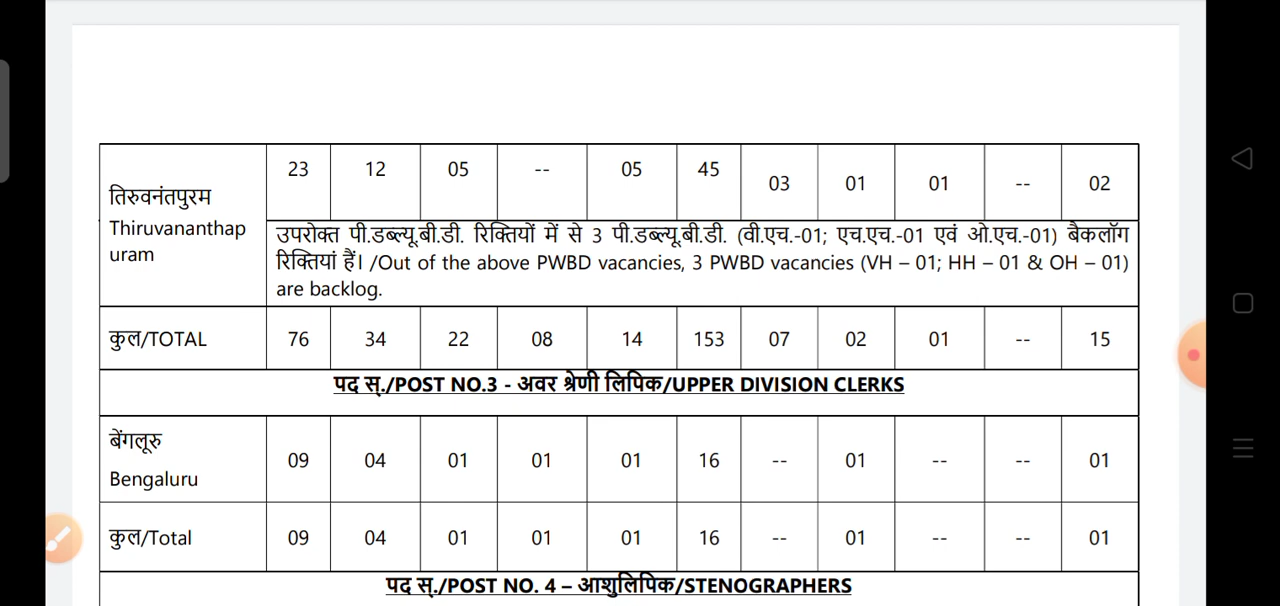 तिरुवनंतपुरम
Thiruvananthap
uram
23 12 05 -- 05 45 03 01 01 -- 02
उपरोक्त पी.डब्ल्यू.बी.डी. रिक्तियों में से 3 पी.डब्ल्यू.बी.डी. (वी.एच.-01; एच.एच.-01 एवं ओ.एच.-01) बैकलॉग
रिक्तियां हैं। /Out of the above PWBD vacancies, 3 PWBD vacancies (VH – 01; HH – 01 & OH – 01)
are backlog.
कुल/TOTAL 76 34 22 08 14 153 07 02 01 -- 15
पद स्./POST NO.3 - अवर श्रेणी लिपिक/UPPER DIVISION CLERKS
बेंगलूरु
Bengaluru
09 04 01 01 01 16 -- 01 -- -- 01
कुल/Total 09 04 01 01 01 16 -- 01 -- -- 01
पद स्./POST NO. 4 – आशुलिपिक/STENOGRAPHERS